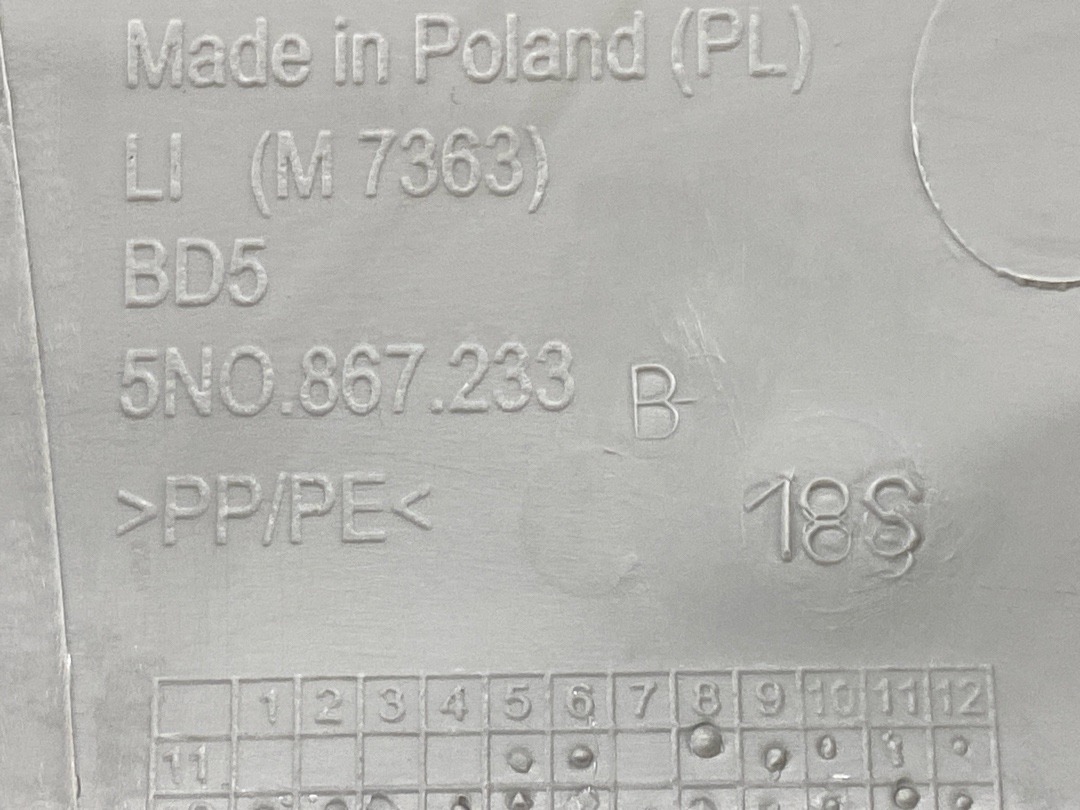 Made in Poland (PL)
LI (M 7363)
BD5
5NO.867.233 B
>PP/PE<
18S
1 2 3 4 5 6 7 8 9 10 11 12
11